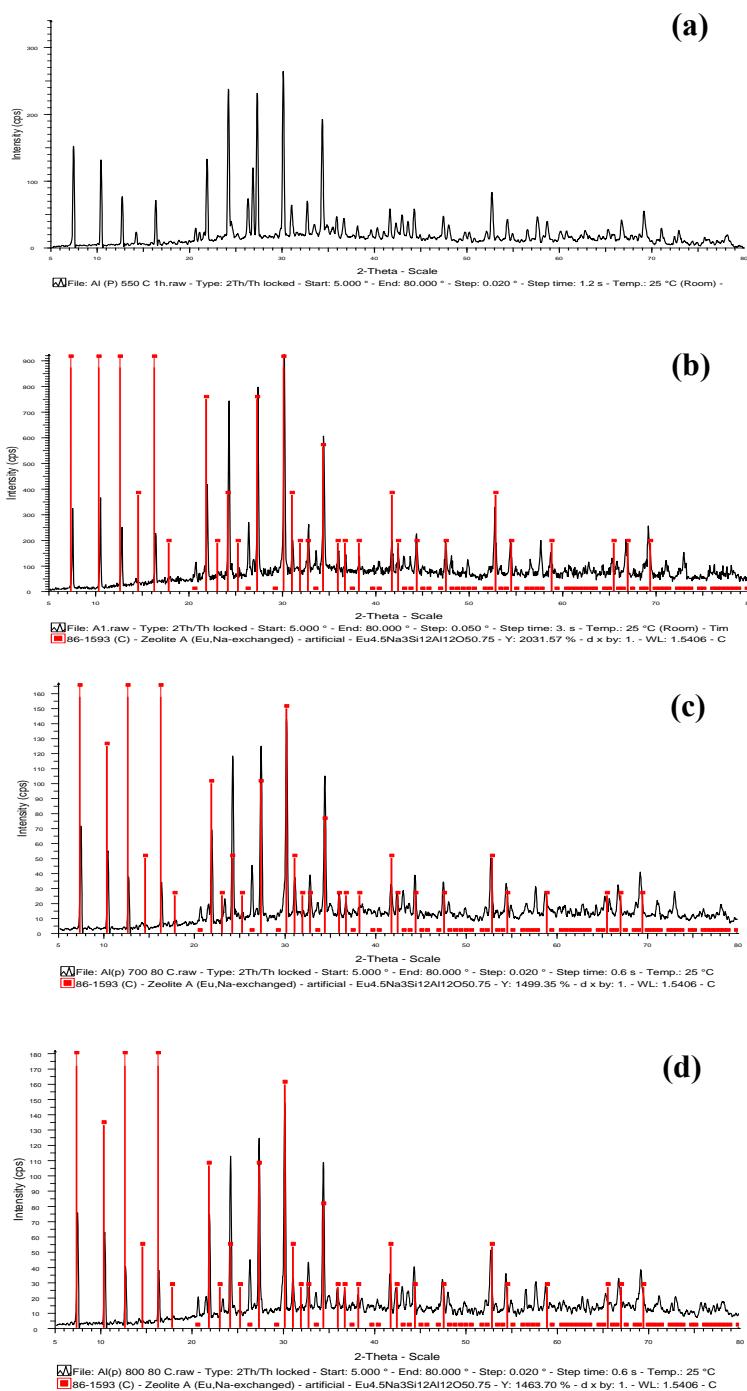 (a)
Intensity (cps)
300
200
100
0
5 10 20 30 40 50 60 70 80
2-Theta - Scale
File: Al (P) 550 C 1h.raw - Type: 2Th/Th locked - Start: 5.000 ° - End: 80.000 ° - Step: 0.020 ° - Step time: 1.2 s - Temp.: 25 °C (Room) -
(b)
Intensity (cps)
900
800
700
600
500
400
300
200
100
0
5 10 20 30 40 50 60 70 80
2-Theta - Scale
File: A1.raw - Type: 2Th/Th locked - Start: 5.000 ° - End: 80.000 ° - Step: 0.050 ° - Step time: 3. s - Temp.: 25 °C (Room) - Tim
86-1593 (C) - Zeolite A (Eu,Na-exchanged) - artificial - Eu4.5Na3Si12Al12O50.75 - Y: 2031.57 % - d x by: 1. - WL: 1.5406 - C
(c)
Intensity (cps)
160
150
140
130
120
110
100
90
80
70
60
50
40
30
20
10
0
5 10 20 30 40 50 60 70 80
2-Theta - Scale
File: Al(p) 700 80 C.raw - Type: 2Th/Th locked - Start: 5.000 ° - End: 80.000 ° - Step: 0.020 ° - Step time: 0.6 s - Temp.: 25 °C
86-1593 (C) - Zeolite A (Eu,Na-exchanged) - artificial - Eu4.5Na3Si12Al12O50.75 - Y: 1499.35 % - d x by: 1. - WL: 1.5406 - C
(d)
Intensity (cps)
180
170
160
150
140
130
120
110
100
90
80
70
60
50
40
30
20
10
0
5 10 20 30 40 50 60 70 80
2-Theta - Scale
File: Al(p) 800 80 C.raw - Type: 2Th/Th locked - Start: 5.000 ° - End: 80.000 ° - Step: 0.020 ° - Step time: 0.6 s - Temp.: 25 °C
86-1593 (C) - Zeolite A (Eu,Na-exchanged) - artificial - Eu4.5Na3Si12Al12O50.75 - Y: 1463.70 % - d x by: 1. - WL: 1.5406 - C